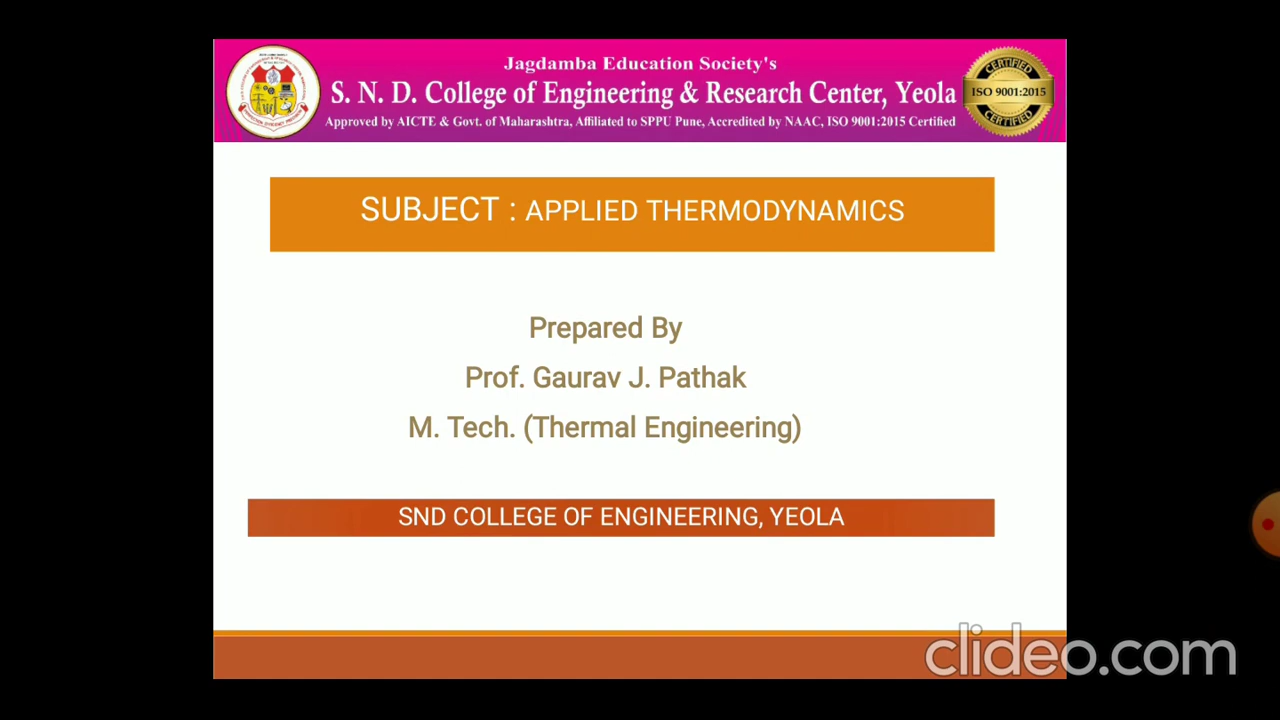 Jagdamba Education Society's
S. N. D. College of Engineering & Research Center, Yeola
Approved by AICTE & Govt. of Maharashtra, Affiliated to SPPU Pune, Accredited by NAAC, ISO 9001:2015 Certified
CERTIFIED
ISO 9001:2015
CERTIFIED
SUBJECT : APPLIED THERMODYNAMICS
Prepared By
Prof. Gaurav J. Pathak
M. Tech. (Thermal Engineering)
SND COLLEGE OF ENGINEERING, YEOLA
clideo.com